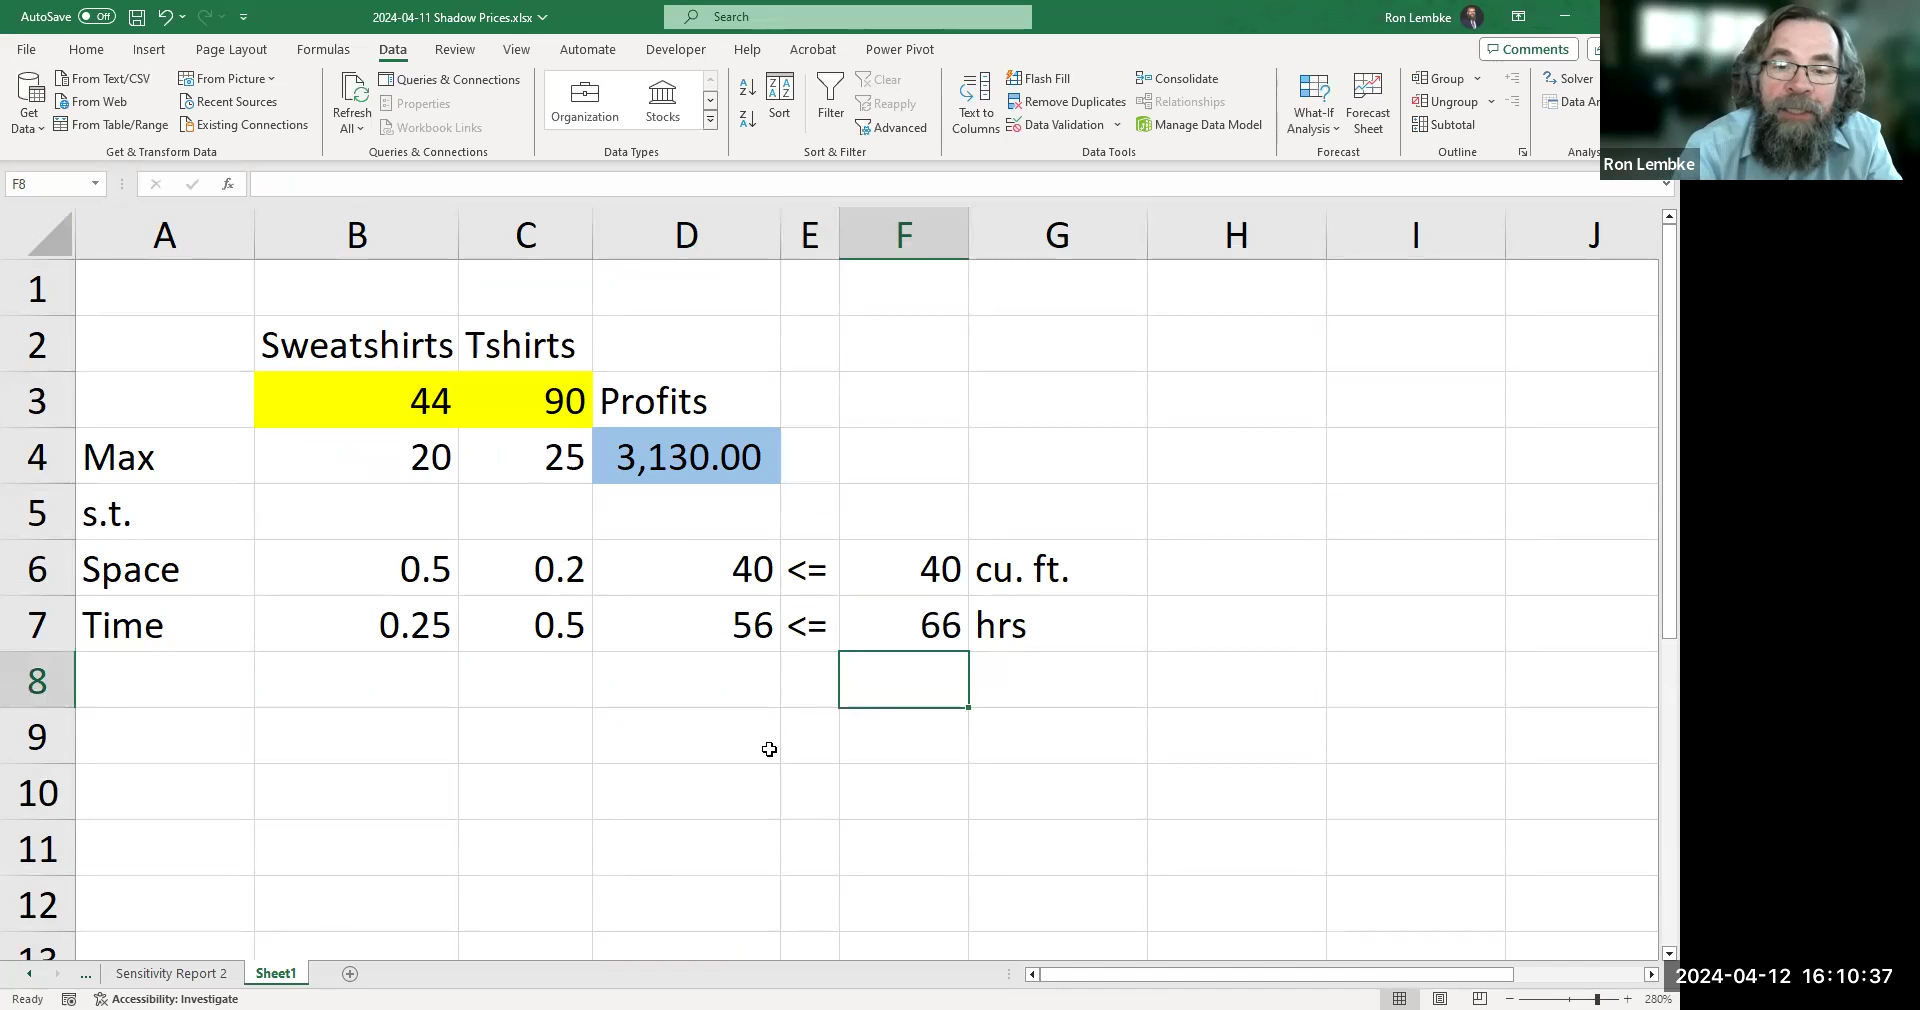 AutoSave Off 2024-04-11 Shadow Prices.xlsx Search Ron Lembke
File Home Insert Page Layout Formulas Data Review View Automate Developer Help Acrobat Power Pivot Comments
Get Data
From Text/CSV
From Web
From Table/Range
From Picture
Recent Sources
Existing Connections
Get & Transform Data
Refresh All
Queries & Connections
Properties
Workbook Links
Queries & Connections
Organization Stocks
Data Types
Sort
Filter
Clear
Reapply
Advanced
Sort & Filter
Text to Columns
Flash Fill
Remove Duplicates
Data Validation
Consolidate
Relationships
Manage Data Model
Data Tools
What-If Analysis
Forecast Sheet
Forecast
Group
Ungroup
Subtotal
Outline
Solver
Data An
Analys
Ron Lembke
F8 fx
A B C D E F G H I J
1
2 Sweatshirts Tshirts
3 44 90 Profits
4 Max 20 25 3,130.00
5 s.t.
6 Space 0.5 0.2 40 <= 40 cu. ft.
7 Time 0.25 0.5 56 <= 66 hrs
8
9
10
11
12
13
... Sensitivity Report 2 Sheet1
2024-04-12 16:10:37
Ready Accessibility: Investigate 280%